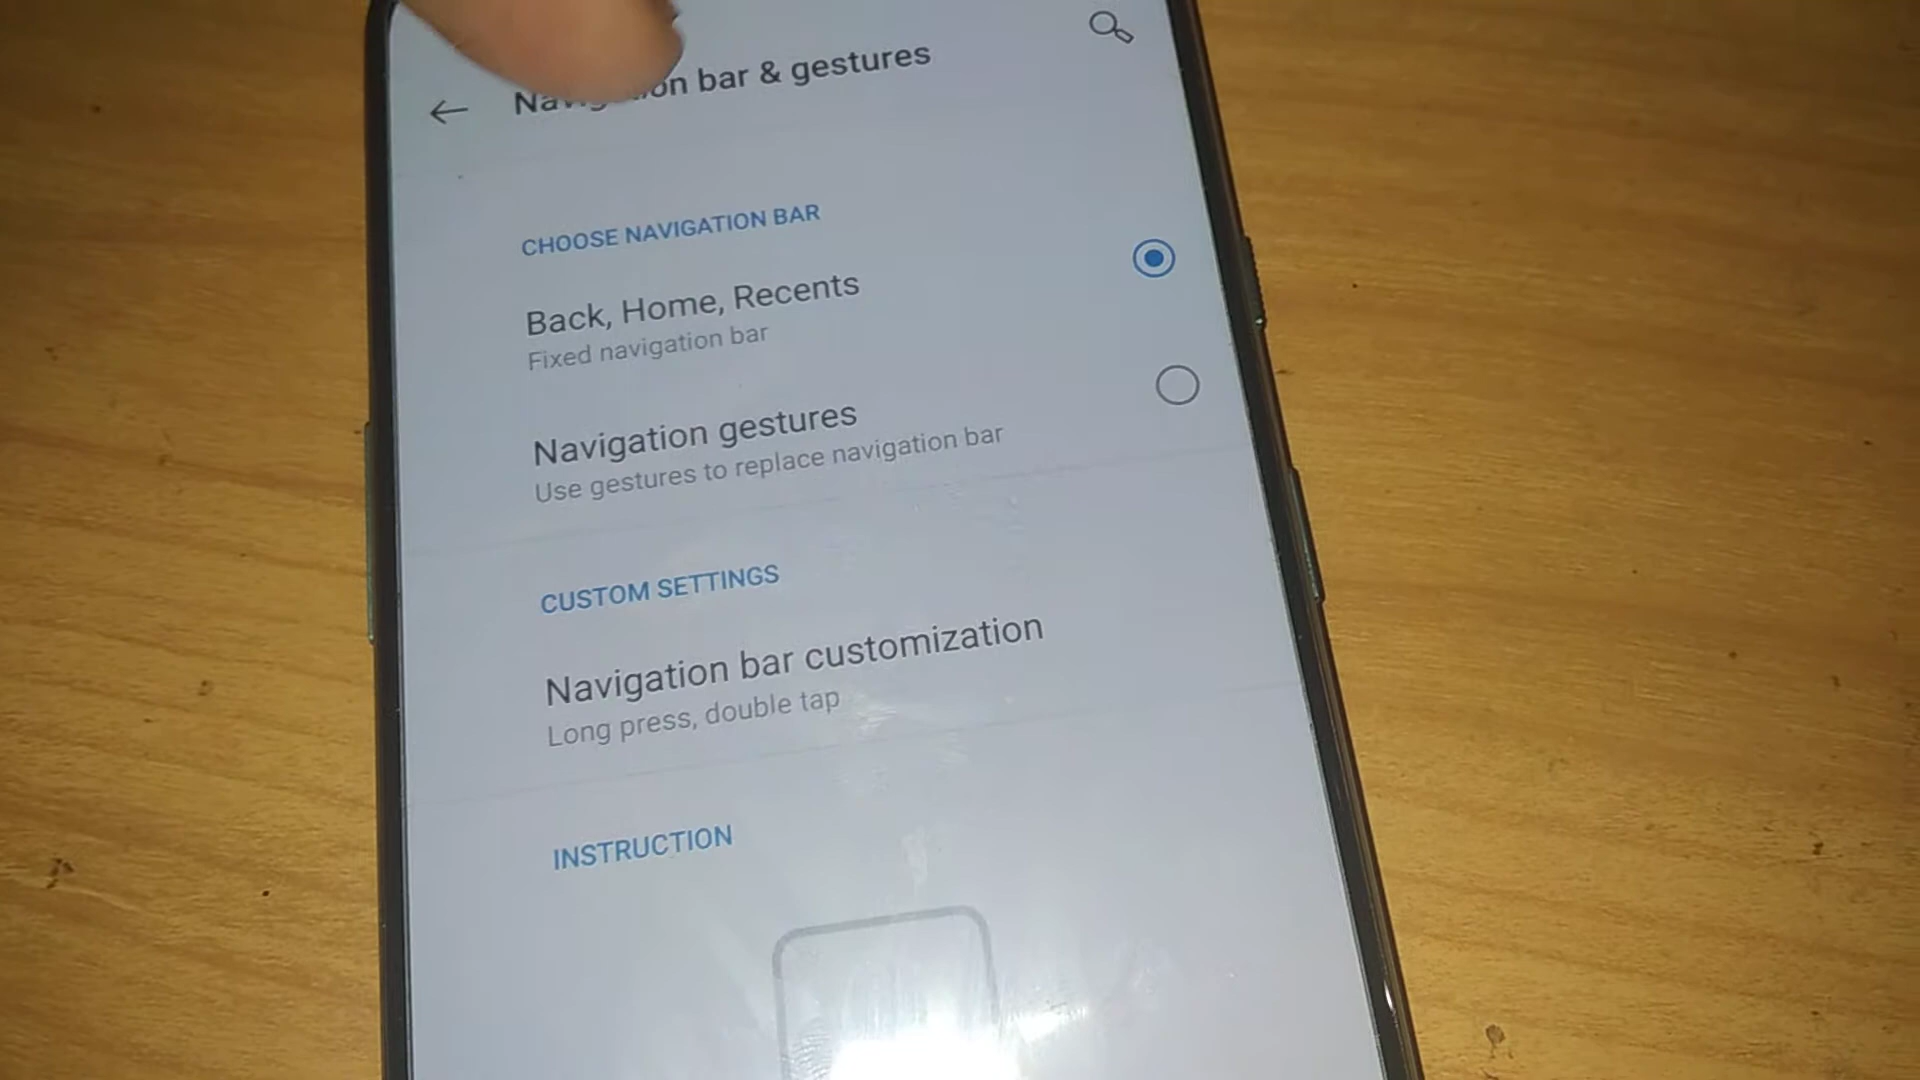 bar & gestures
CHOOSE NAVIGATION BAR
Back, Home, Recents
Fixed navigation bar
Navigation gestures
Use gestures to replace navigation bar
CUSTOM SETTINGS
Navigation bar customization
Long press, double tap
INSTRUCTION